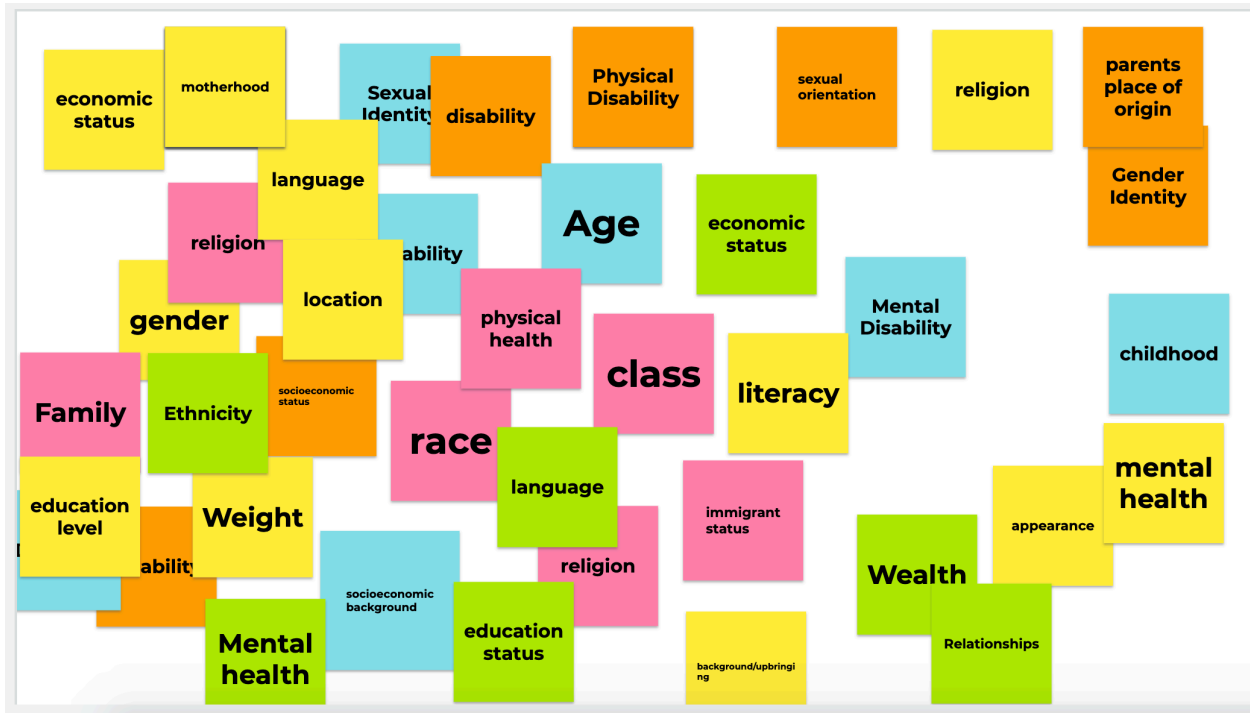 economic
status
motherhood
Sexual
Identity
disability
Physical
Disability
sexual
orientation
religion
parents
place of
origin
Gender
Identity
language
religion
ability
Age
economic
status
location
gender
physical
health
Mental
Disability
class
literacy
childhood
Family
Ethnicity
socioeconomic
status
race
language
education
level
Weight
immigrant
status
appearance
mental
health
ability
socioeconomic
background
religion
Wealth
Mental
health
education
status
background/upbringi
ng
Relationships